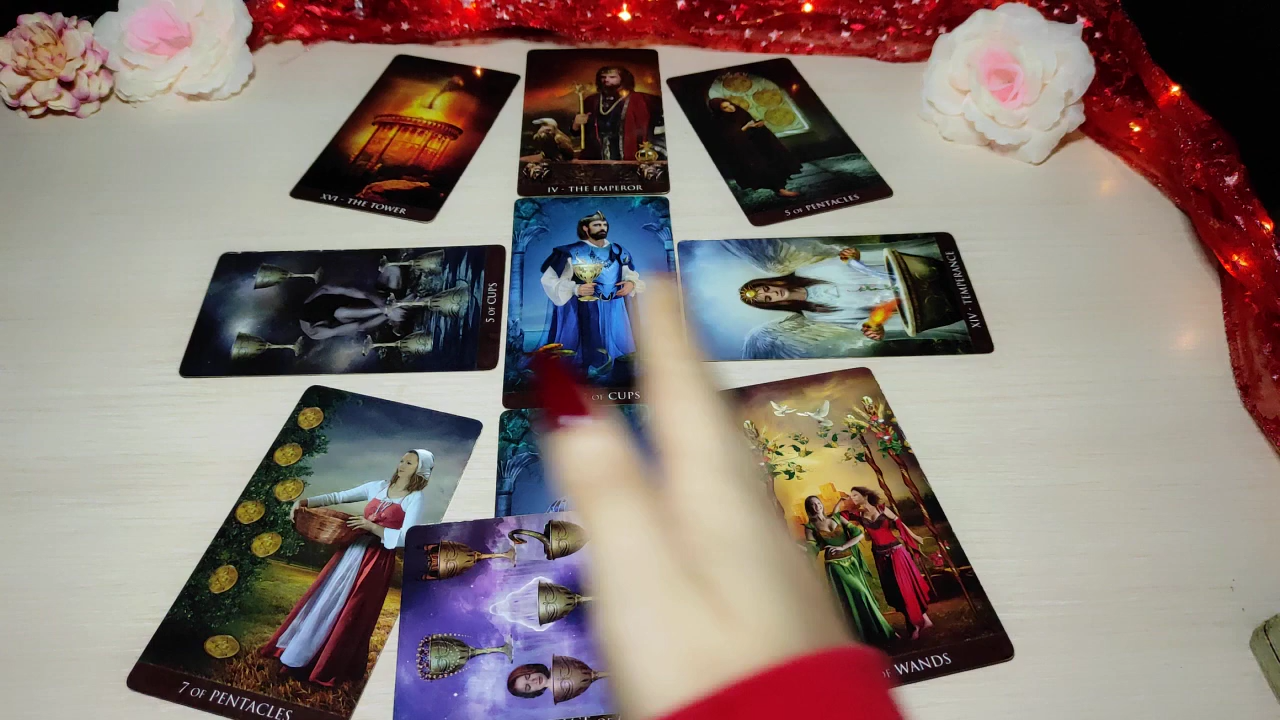 XVI - THE TOWER
IV - THE EMPEROR
5 OF PENTACLES
5 OF CUPS
OF CUPS
XIV - TEMPERANCE
7 OF PENTACLES
OF WANDS